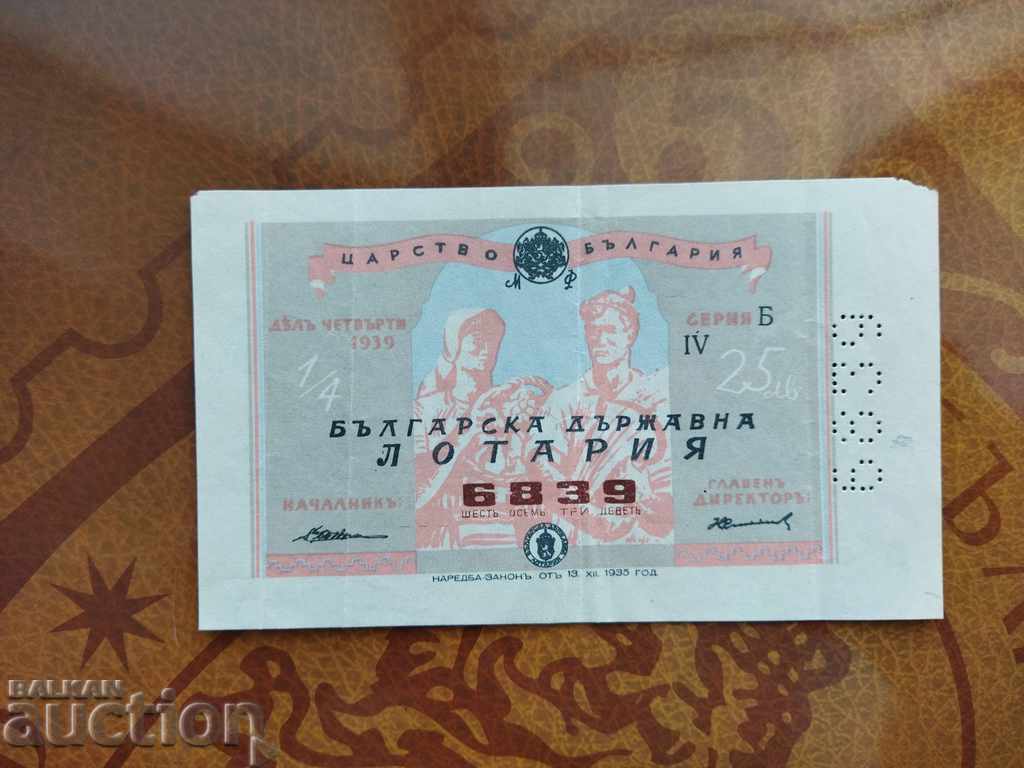 ЦАРСТВО БЪЛГАРИЯ
М Ф
ДѢЛЪ ЧЕТВЪРТИ
1939
1/4
СЕРИЯ Б
IV
25 лв.
БЪЛГАРСКА ДЪРЖАВНА
ЛОТАРИЯ
НАЧАЛНИКЪ:
6839
ШЕСТЬ ОСЕМЬ ТРИ ДЕВЕТЬ
ГЛАВЕНЪ
ДИРЕКТОРЪ:
НАРЕДБА-ЗАКОНЪ ОТЪ 13. XII. 1935 ГОД.
6839
BALKAN
auction